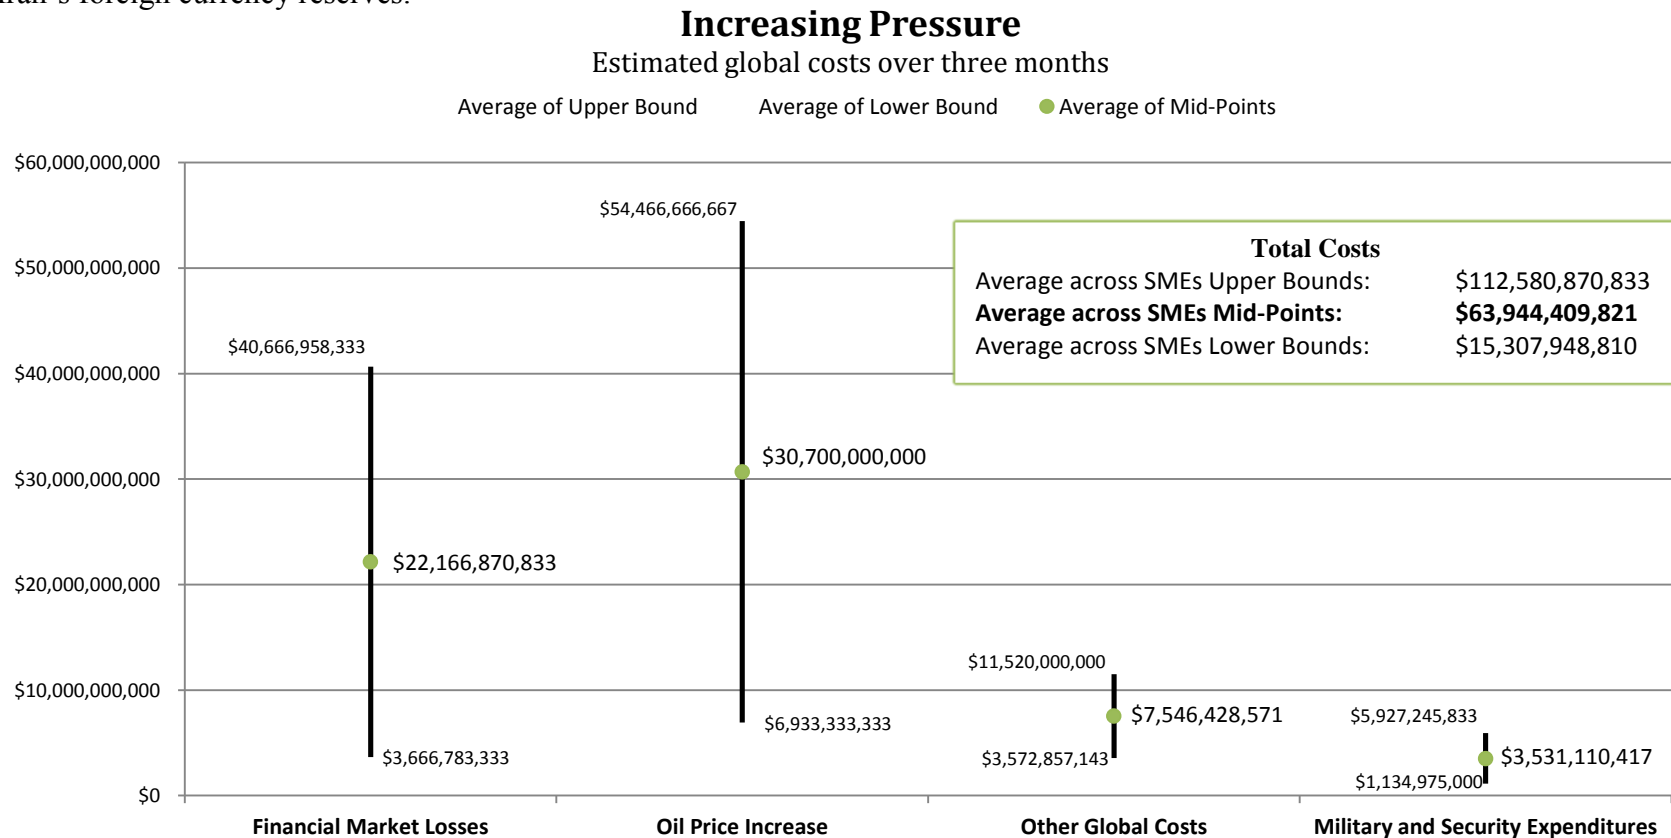 Iran's foreign currency reserves.
Increasing Pressure
Estimated global costs over three months
Average of Upper Bound Average of Lower Bound Average of Mid-Points
$60,000,000,000
$54,466,666,667
Total Costs
$50,000,000,000
Average across SMEs Upper Bounds: $112,580,870,833
Average across SMEs Mid-Points: $63,944,409,821
Average across SMEs Lower Bounds: $15,307,948,810
$40,666,958,333
$40,000,000,000
$30,700,000,000
$30,000,000,000
$22,166,870,833
$20,000,000,000
$11,520,000,000
$10,000,000,000
$7,546,428,571
$5,927,245,833
$6,933,333,333
$3,666,783,333
$3,572,857,143
$3,531,110,417
$1,134,975,000
$0
Financial Market Losses Oil Price Increase Other Global Costs Military and Security Expenditures